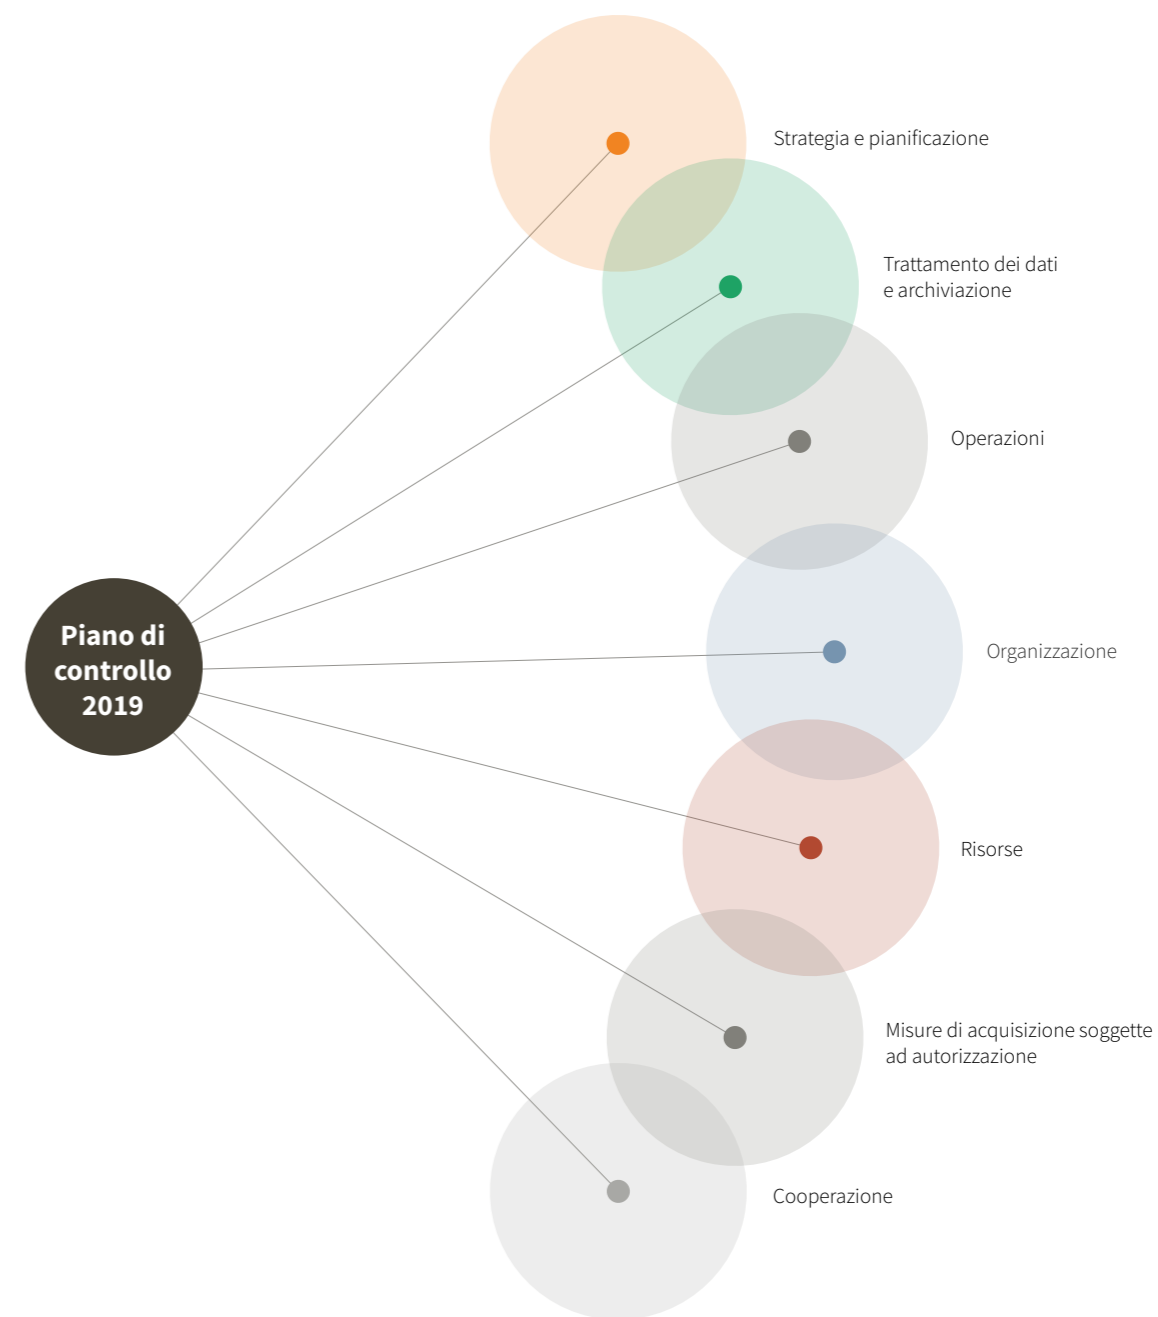 Strategia e pianificazione
Trattamento dei dati
e archiviazione
Operazioni
Piano di
controllo
2019
Organizzazione
Risorse
Misure di acquisizione soggette
ad autorizzazione
Cooperazione